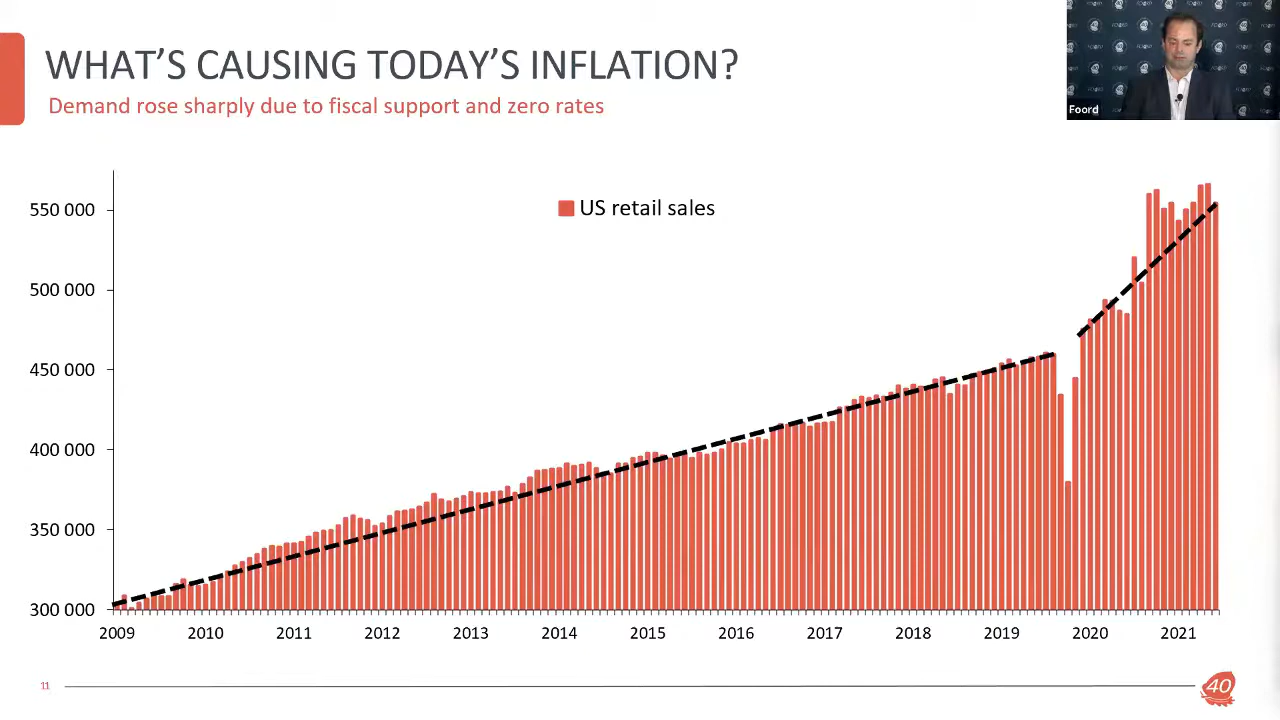 WHAT'S CAUSING TODAY'S INFLATION?
Demand rose sharply due to fiscal support and zero rates
Foord
US retail sales
550 000
500 000
450 000
400 000
350 000
300 000
2009 2010 2011 2012 2013 2014 2015 2016 2017 2018 2019 2020 2021
11
40